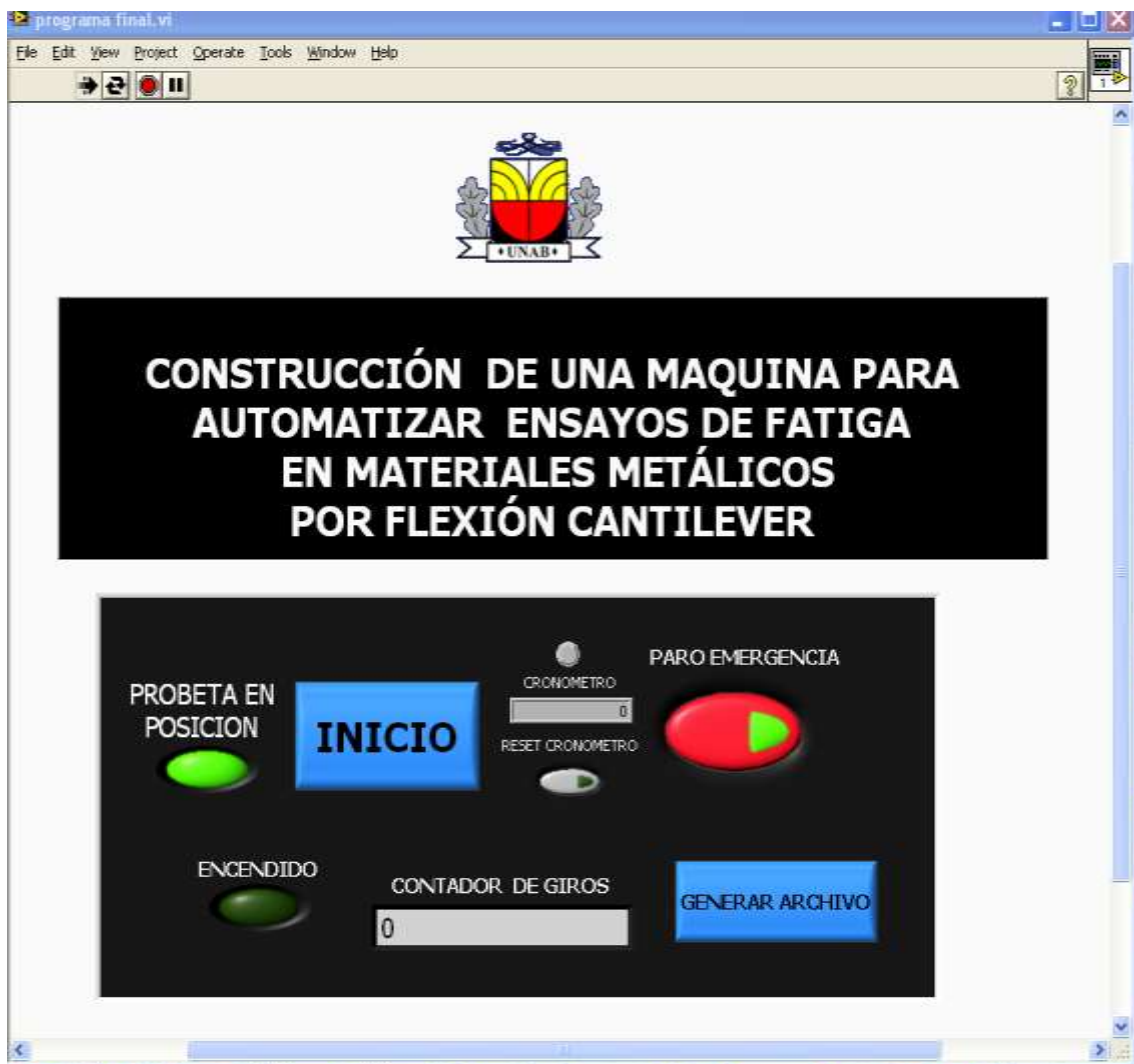 programa final.vi
File Edit View Project Operate Tools Window Help
1
UNAB
CONSTRUCCIÓN DE UNA MAQUINA PARA
AUTOMATIZAR ENSAYOS DE FATIGA
EN MATERIALES METÁLICOS
POR FLEXIÓN CANTILEVER
PROBETA EN
POSICION
INICIO
CRONOMETRO
0
RESET CRONOMETRO
PARO EMERGENCIA
ENCENDIDO
CONTADOR DE GIROS
0
GENERAR ARCHIVO